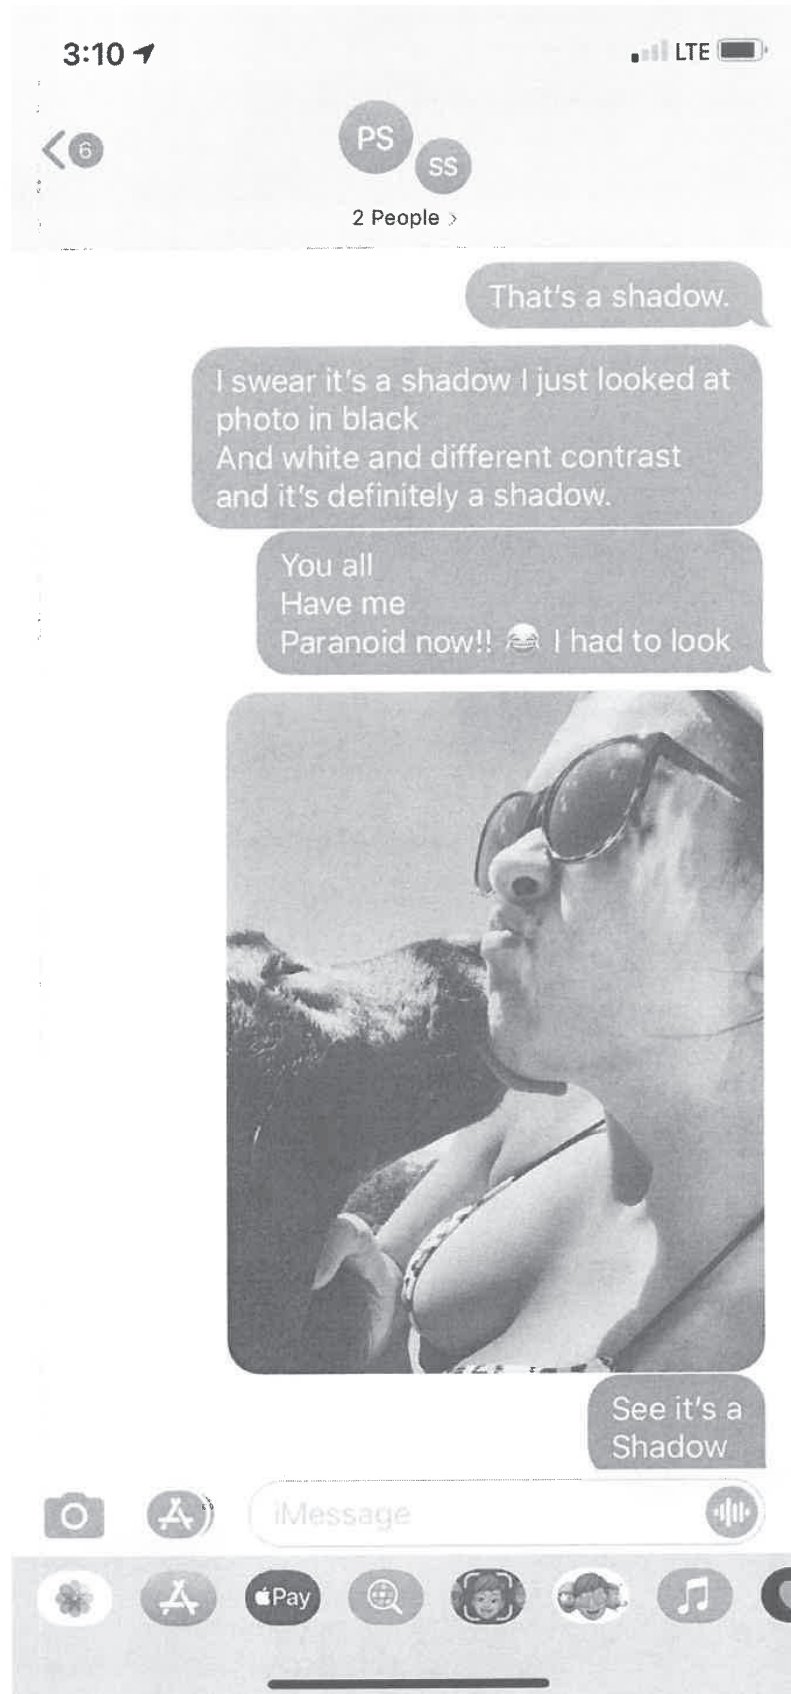 3:10
LTE
6
PS
SS
2 People >
That's a shadow.
I swear it's a shadow I just looked at
photo in black
And white and different contrast
and it's definitely a shadow.
You all
Have me
Paranoid now!! 😂 I had to look
See it's a
Shadow
iMessage
Pay